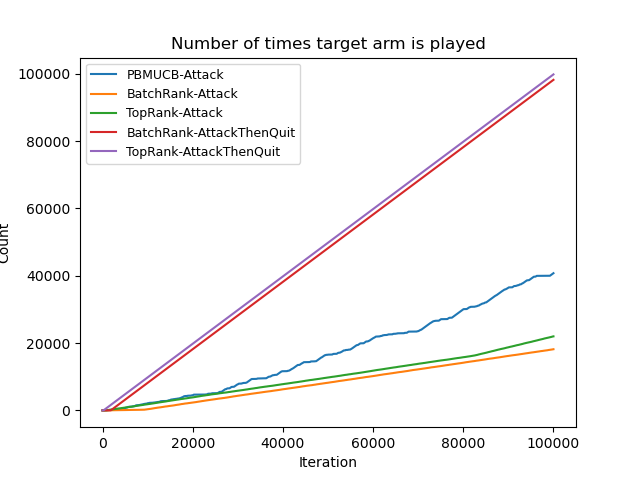 Number of times target arm is played
100000
80000
60000
40000
20000
0
Count
PBMUCB-Attack
BatchRank-Attack
TopRank-Attack
BatchRank-AttackThenQuit
TopRank-AttackThenQuit
0 20000 40000 60000 80000 100000
Iteration